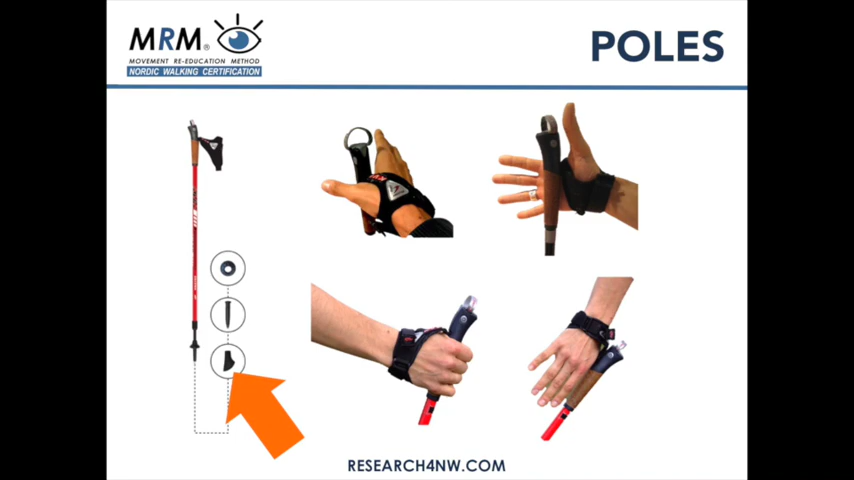 MRM®
MOVEMENT RE-EDUCATION METHOD
NORDIC WALKING CERTIFICATION
POLES
RESEARCH4NW.COM